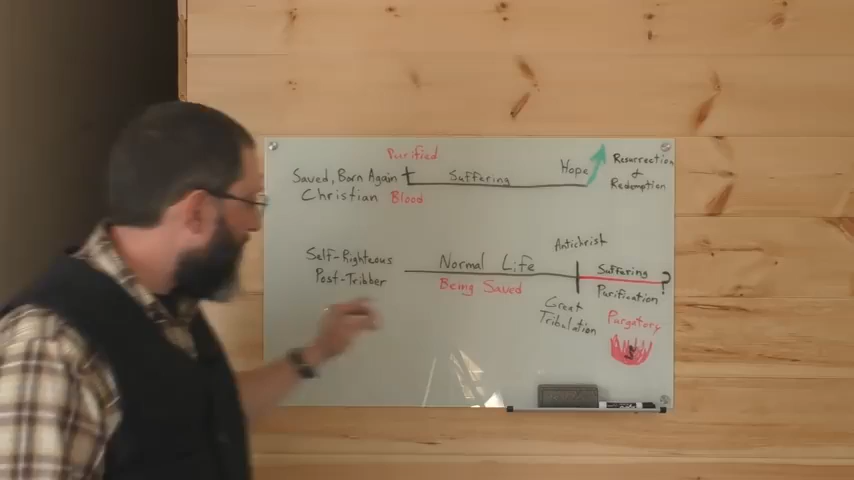 Purified
Saved, Born Again
Christian
Blood
Suffering
Hope
Resurrection
&
Redemption
Self-Righteous
Post-Tribber
Normal Life
Being Saved
Antichrist
Great
Tribulation
Suffering
?
Purification
Purgatory